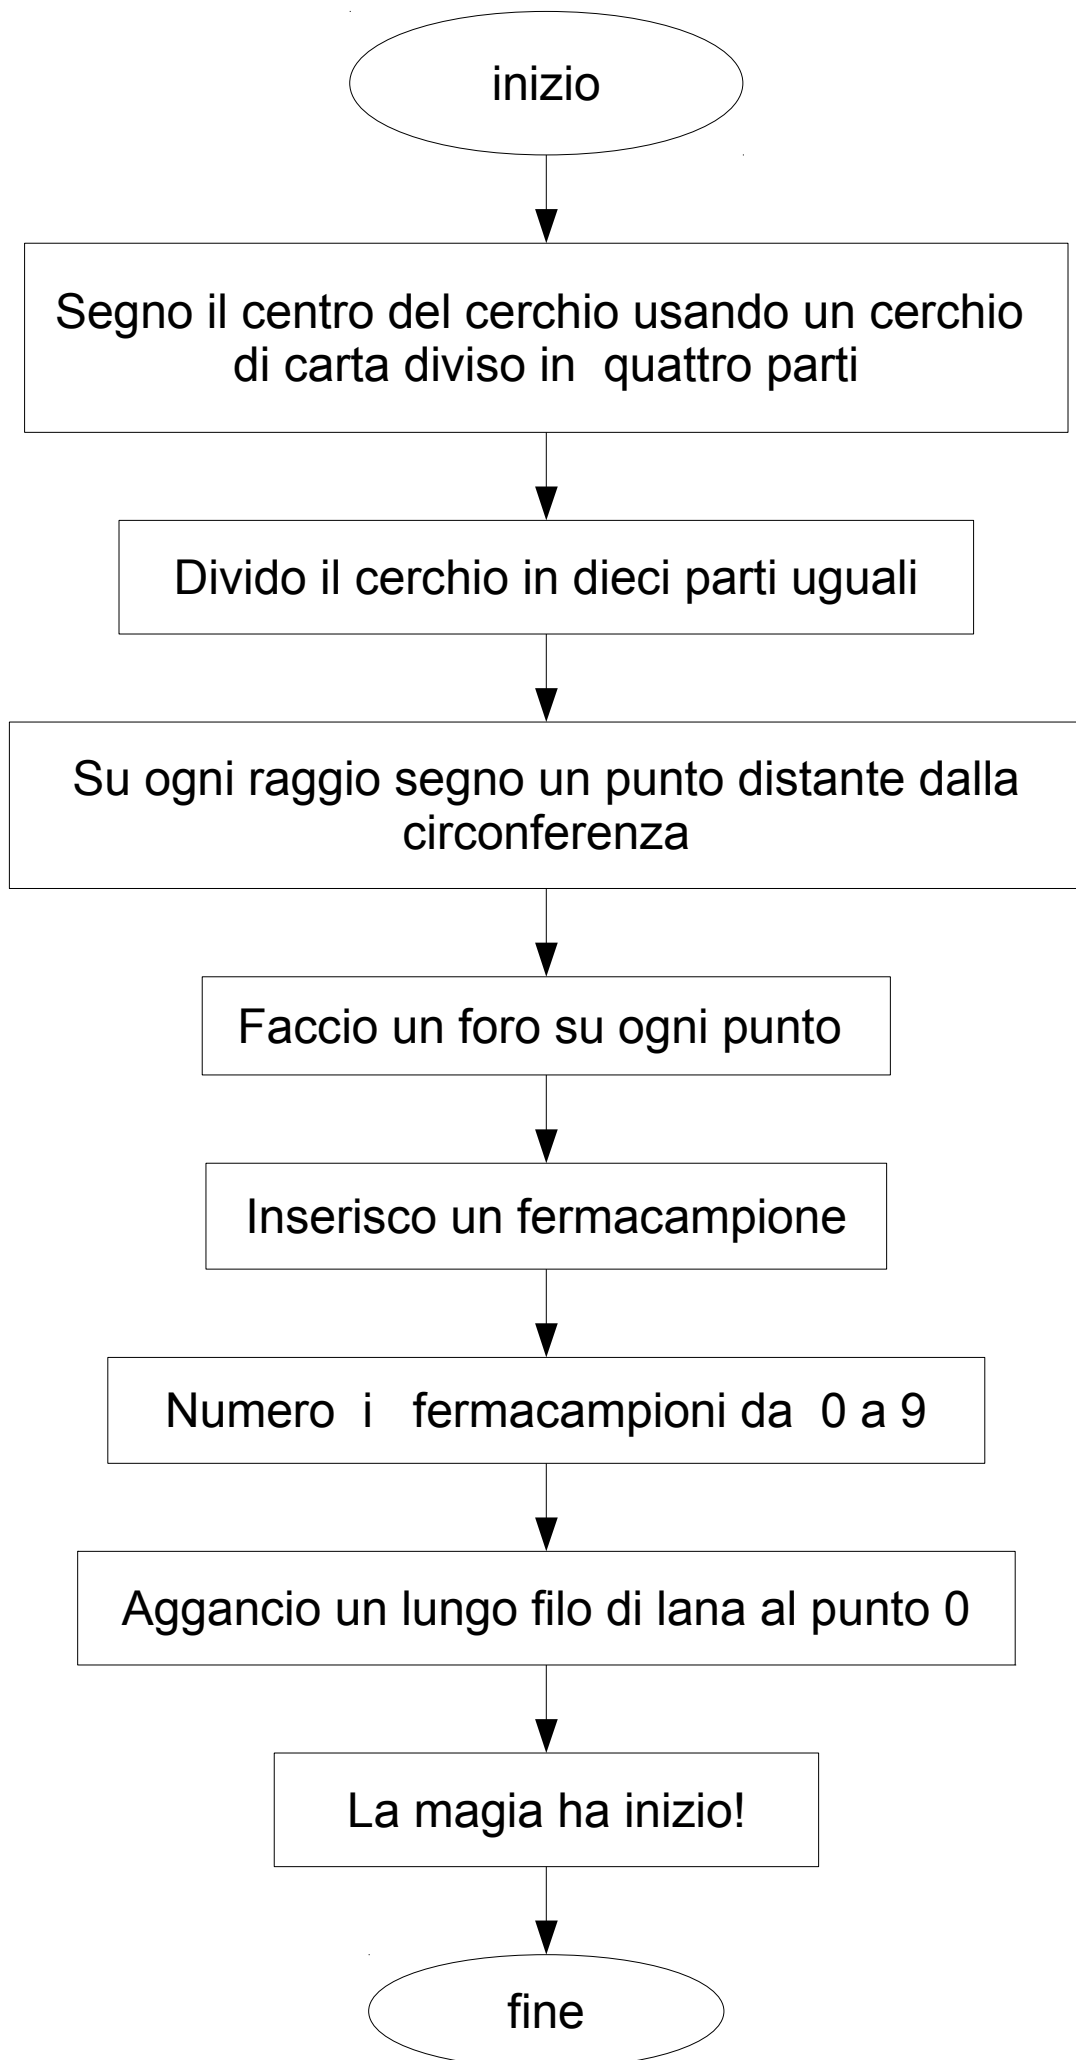 inizio
Segno il centro del cerchio usando un cerchio
di carta diviso in quattro parti
Divido il cerchio in dieci parti uguali
Su ogni raggio segno un punto distante dalla
circonferenza
Faccio un foro su ogni punto
Inserisco un fermacampione
Numero i fermacampioni da 0 a 9
Aggancio un lungo filo di lana al punto 0
La magia ha inizio!
fine